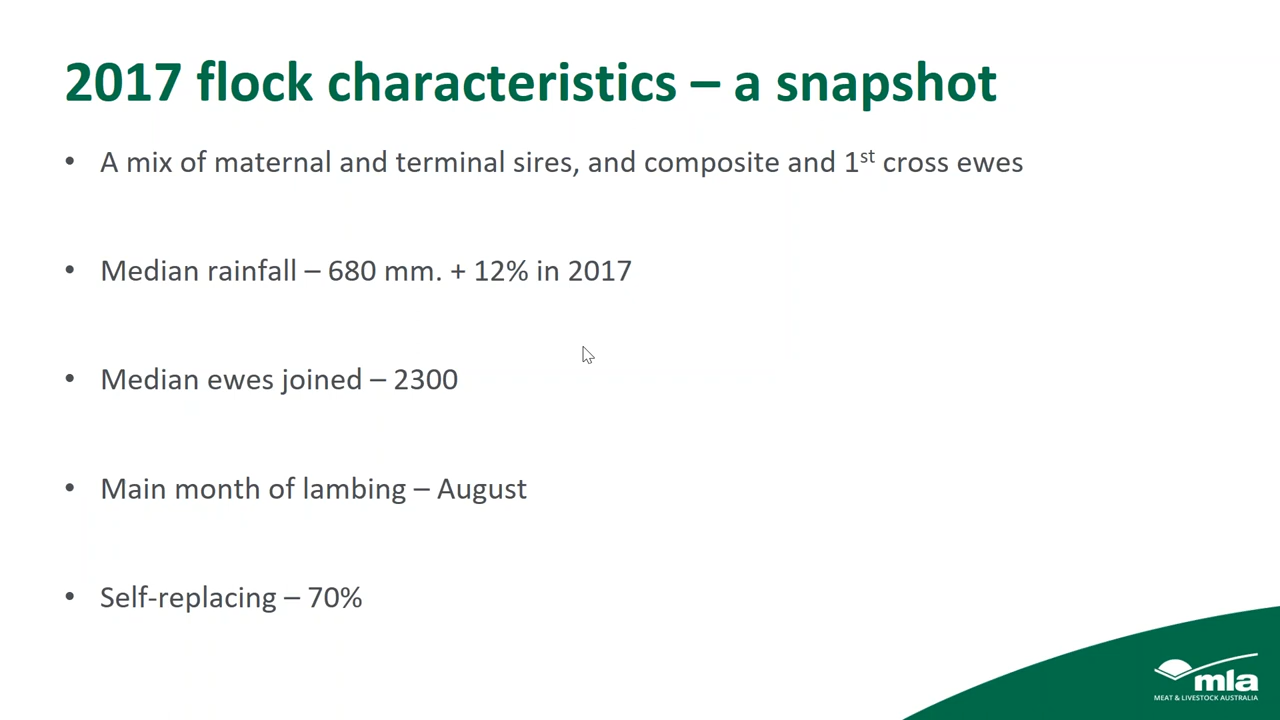 2017 flock characteristics – a snapshot
• A mix of maternal and terminal sires, and composite and 1st cross ewes
• Median rainfall – 680 mm. + 12% in 2017
• Median ewes joined – 2300
• Main month of lambing – August
• Self-replacing – 70%
mla
MEAT & LIVESTOCK AUSTRALIA